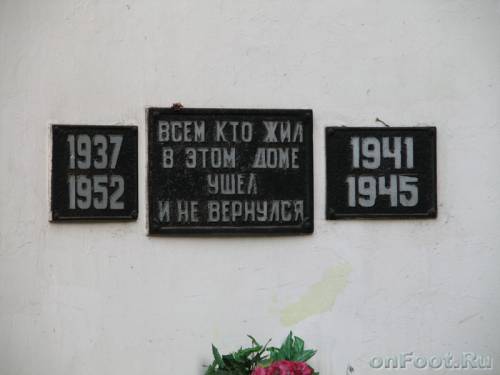 1937
1952
ВСЕМ КТО ЖИЛ
В ЭТОМ ДОМЕ
УШЕЛ
И НЕ ВЕРНУЛСЯ
1941
1945
onFoot.Ru